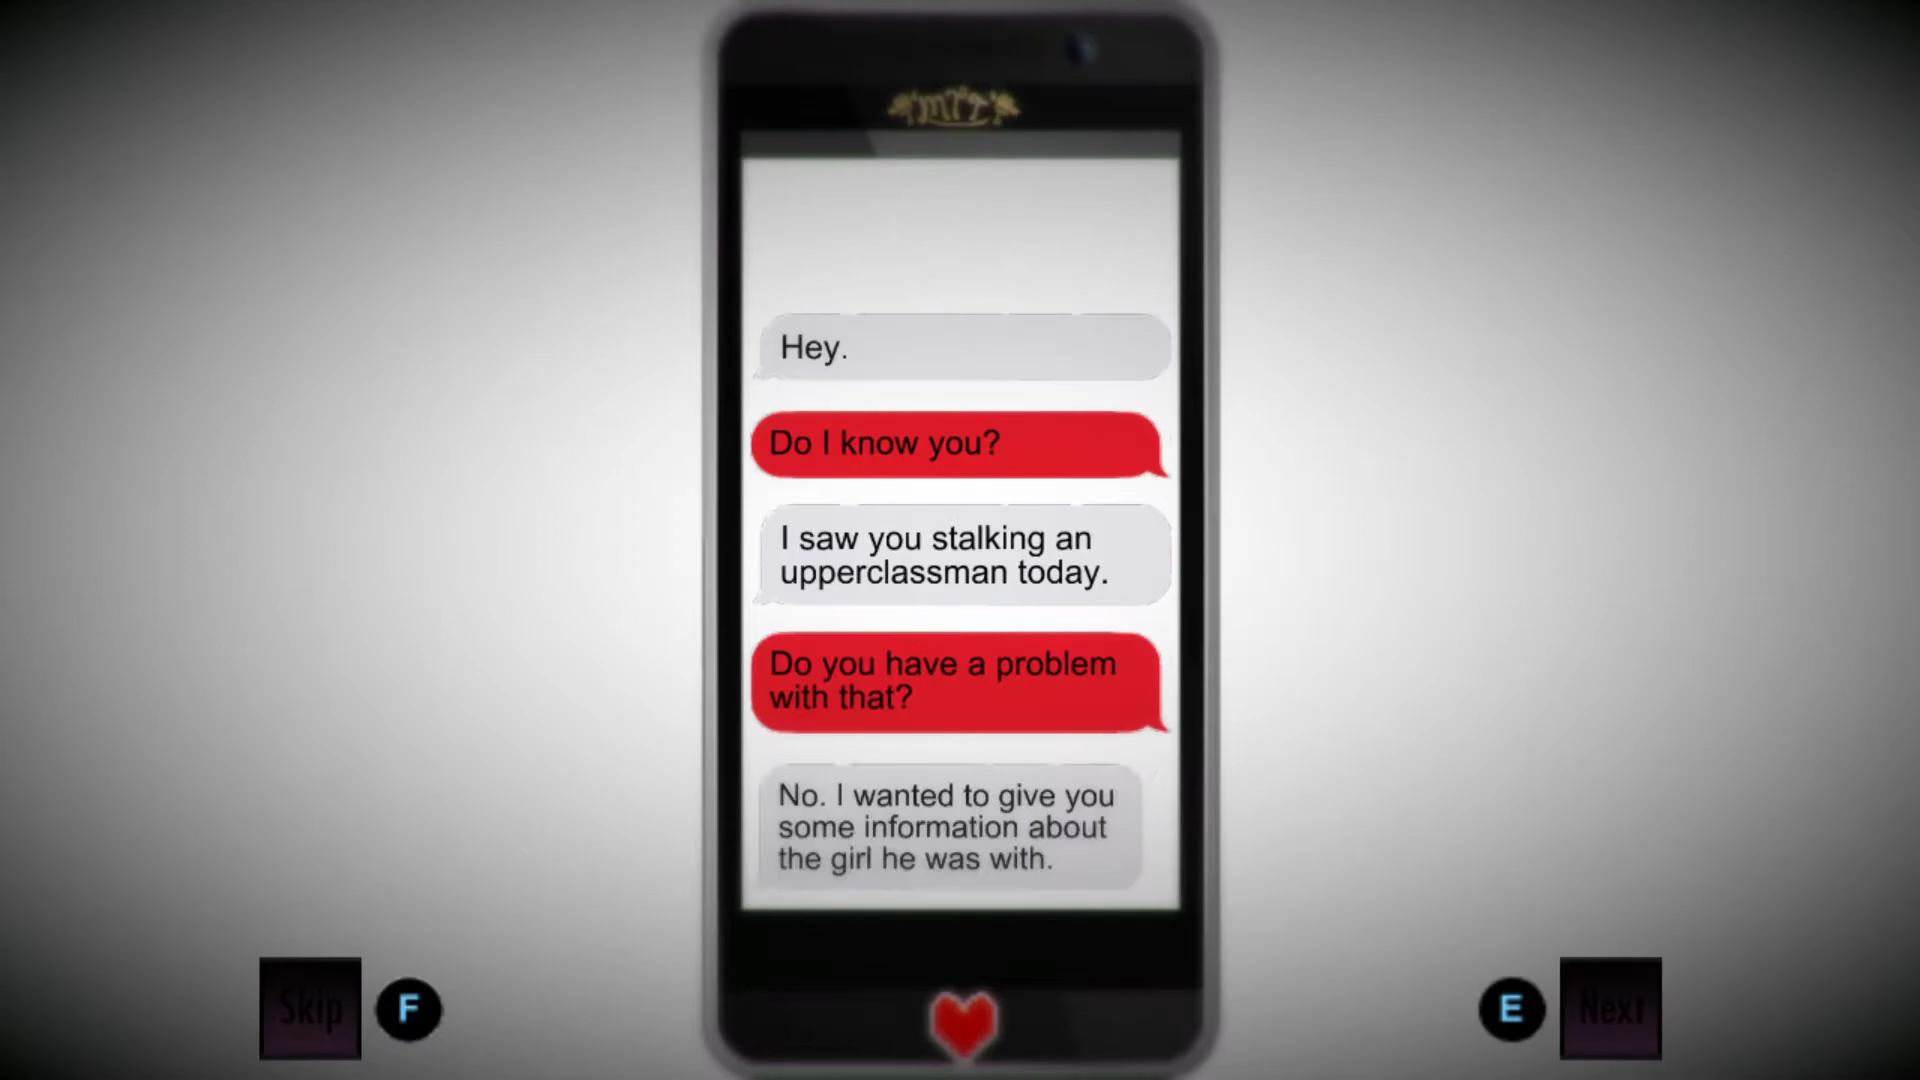 MTT
Hey.
Do I know you?
I saw you stalking an
upperclassman today.
Do you have a problem
with that?
No. I wanted to give you
some information about
the girl he was with.
Skip F
E Next